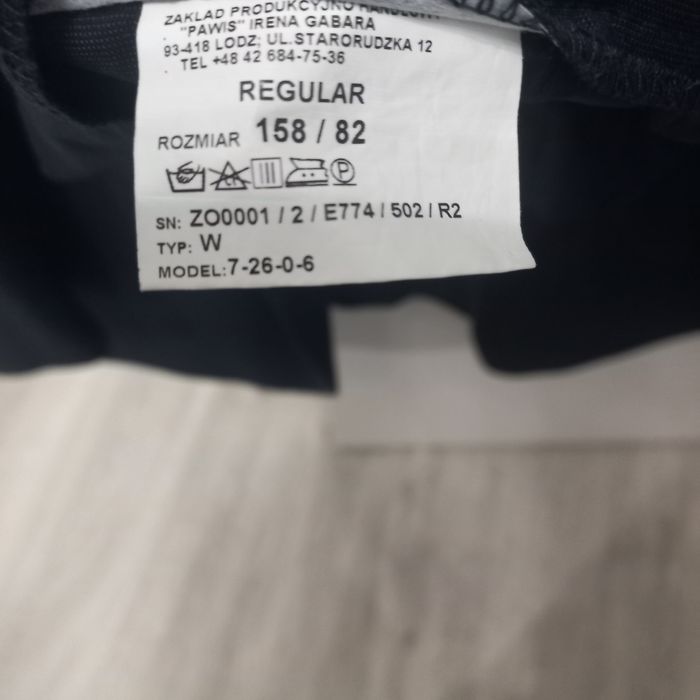 ZAKLAD PRODUKCYJNO HANDLOWY
"PAWIS" IRENA GABARA
93-418 LODZ; UL.STARORUDZKA 12
TEL +48 42 684-75-36
REGULAR
ROZMIAR 158 / 82
SN: ZO0001 / 2 / E774 / 502 / R2
TYP: W
MODEL:7-26-0-6